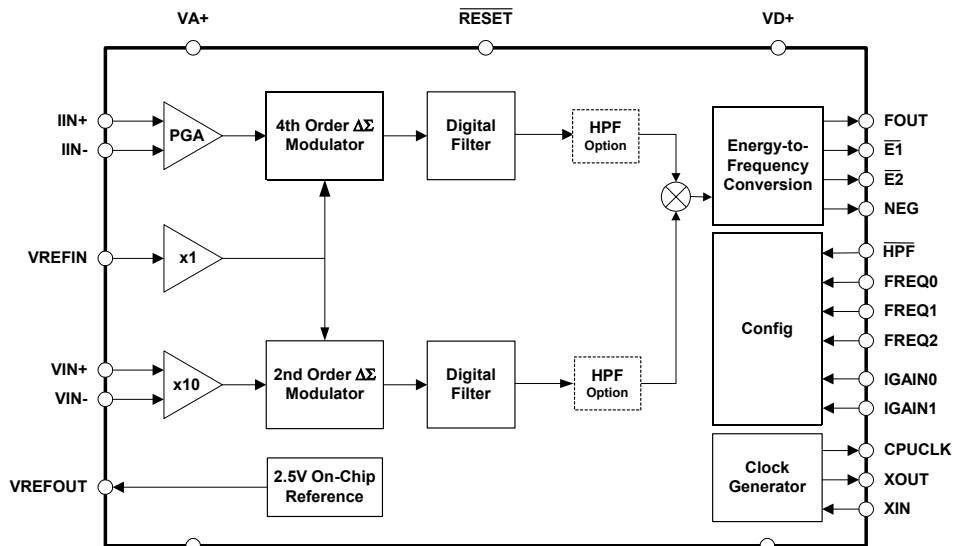 VA+
RESET
VD+
IIN+
IIN-
PGA
4th Order ΔΣ
Modulator
Digital
Filter
HPF
Option
Energy-to-
Frequency
Conversion
FOUT
E1
E2
NEG
VREFIN
x1
HPF
FREQ0
FREQ1
FREQ2
IGAIN0
IGAIN1
Config
VIN+
VIN-
x10
2nd Order ΔΣ
Modulator
Digital
Filter
HPF
Option
VREFOUT
2.5V On-Chip
Reference
Clock
Generator
CPUCLK
XOUT
XIN